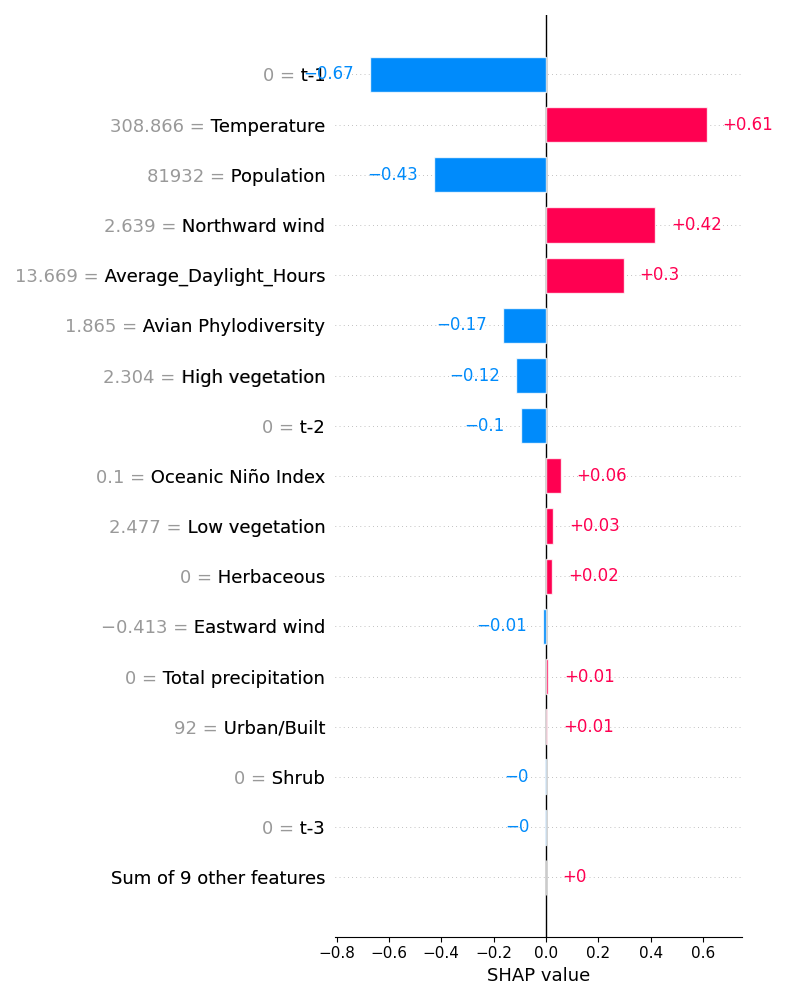 0 = t-1 −0.67
308.866 = Temperature +0.61
81932 = Population −0.43
2.639 = Northward wind +0.42
13.669 = Average_Daylight_Hours +0.3
1.865 = Avian Phylodiversity −0.17
2.304 = High vegetation −0.12
0 = t-2 −0.1
0.1 = Oceanic Niño Index +0.06
2.477 = Low vegetation +0.03
0 = Herbaceous +0.02
−0.413 = Eastward wind −0.01
0 = Total precipitation +0.01
92 = Urban/Built +0.01
0 = Shrub −0
0 = t-3 −0
Sum of 9 other features +0
−0.8 −0.6 −0.4 −0.2 0.0 0.2 0.4 0.6
SHAP value